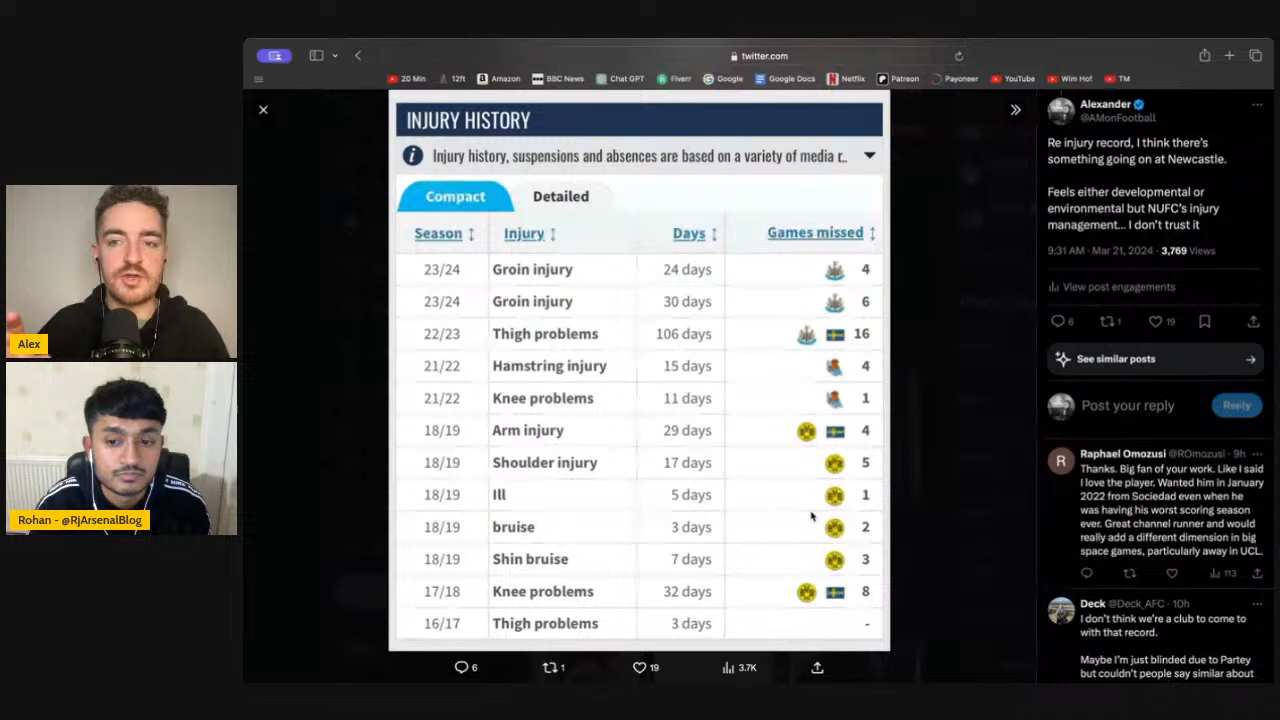 twitter.com
20 Min
12ft
Amazon
BBC News
Chat GPT
Fiverr
Google
Google Docs
Netflix
Patreon
Payoneer
YouTube
Wim Hof
TM
INJURY HISTORY
Injury history, suspensions and absences are based on a variety of media r..
Compact Detailed
Season Injury Days Games missed
23/24 Groin injury 24 days 4
23/24 Groin injury 30 days 6
22/23 Thigh problems 106 days 16
21/22 Hamstring injury 15 days 4
21/22 Knee problems 11 days 1
18/19 Arm injury 29 days 4
18/19 Shoulder injury 17 days 5
18/19 Ill 5 days 1
18/19 bruise 3 days 2
18/19 Shin bruise 7 days 3
17/18 Knee problems 32 days 8
16/17 Thigh problems 3 days -
6 1 19 3.7K
Alexander
@AMonFootball
Re injury record, I think there's
something going on at Newcastle.
Feels either developmental or
environmental but NUFC's injury
management... I don't trust it
9:31 AM · Mar 21, 2024 · 3,769 Views
View post engagements
6 1 19
See similar posts
Post your reply Reply
R
Raphael Omozusi @ROmozusi · 9h
Thanks. Big fan of your work. Like I said
I love the player. Wanted him in January
2022 from Sociedad even when he
was having his worst scoring season
ever. Great channel runner and would
really add a different dimension in big
space games, particularly away in UCL.
113
Deck @Deck_AFC · 10h
I don't think we're a club to come to
with that record.
Maybe I'm just blinded due to Partey
but couldn't people say similar about
Alex
Rohan - @RjArsenalBlog